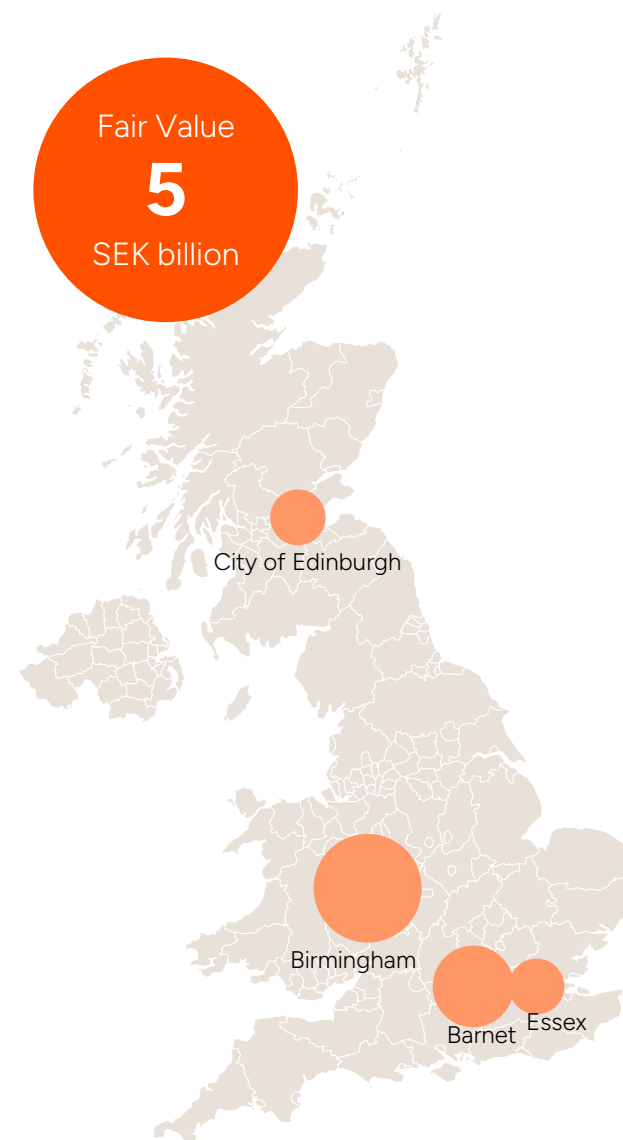 Fair Value
5
SEK billion
City of Edinburgh
Birmingham
Essex
Barnet